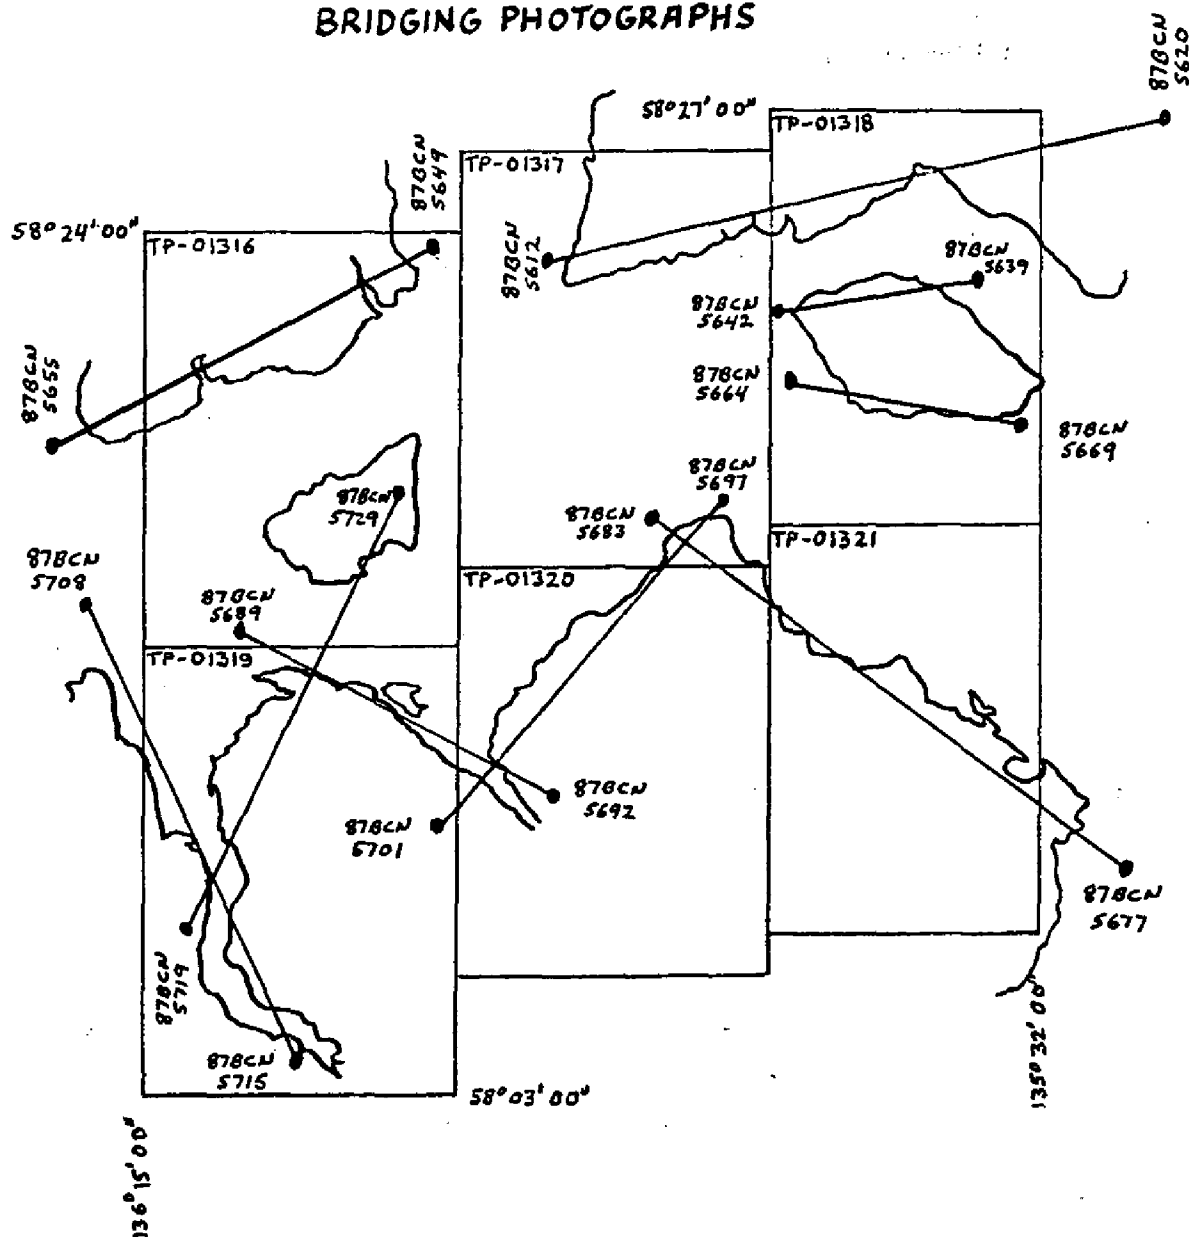 BRIDGING PHOTOGRAPHS
87BCN
5620
58°27'00"
TP-01318
TP-01317
87BCN
5649
58°24'00"
TP-01316
87BCN
5612
87BCN
5639
87BCN
5642
87BCN
5655
87BCN
5664
87BCN
5669
87BCN
5697
87BCN
5729
87BCN
5683
TP-01321
87BCN
5708
TP-01320
87BCN
5689
TP-01319
87BCN
5692
87BCN
5701
87BCN
5677
87BCN
5719
87BCN
5715
58°03'00"
135°32'00"
136°15'00"